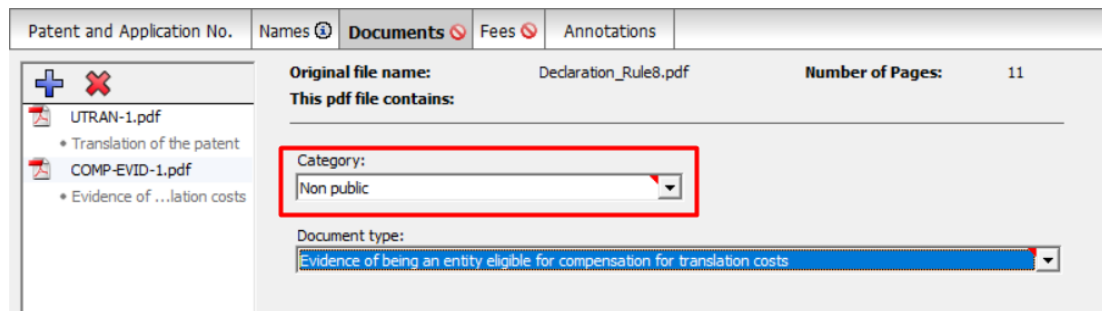 Patent and Application No. Names Documents Fees Annotations
Original file name: Declaration_Rule8.pdf Number of Pages: 11
This pdf file contains:
UTRAN-1.pdf
• Translation of the patent
COMP-EVID-1.pdf
• Evidence of ...lation costs
Category:
Non public
Document type:
Evidence of being an entity eligible for compensation for translation costs